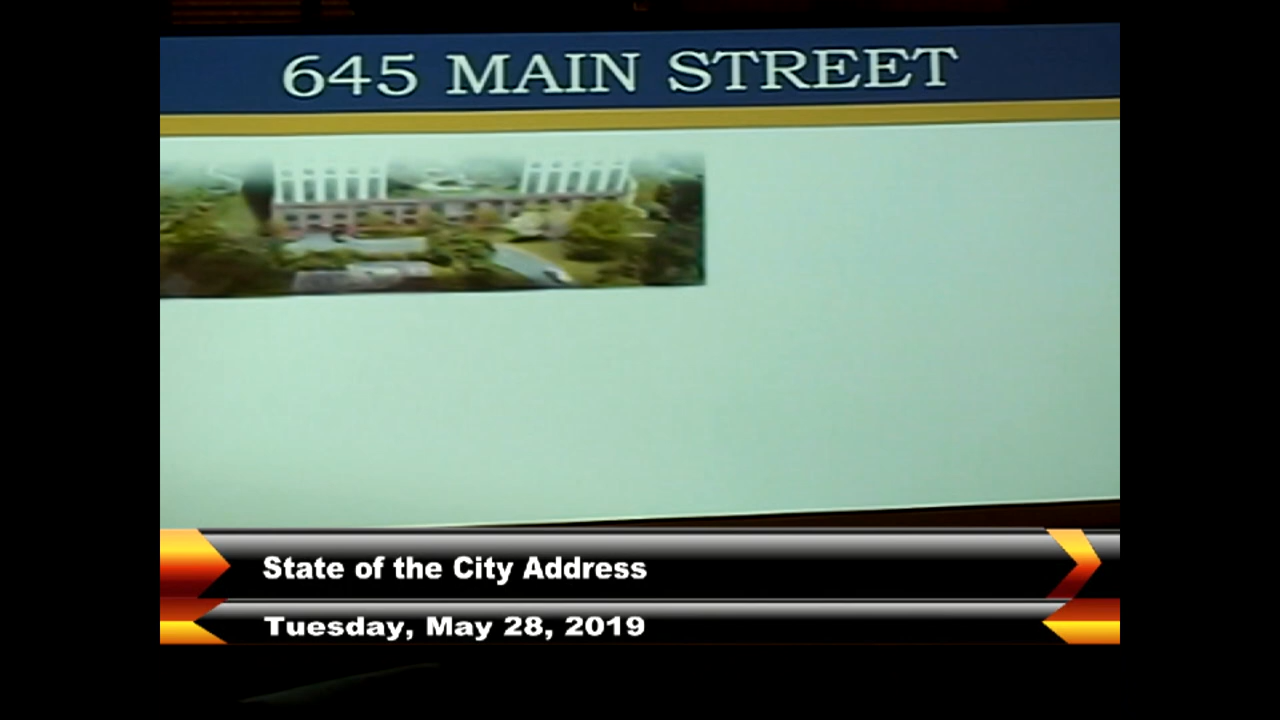 645 MAIN STREET
State of the City Address
Tuesday, May 28, 2019